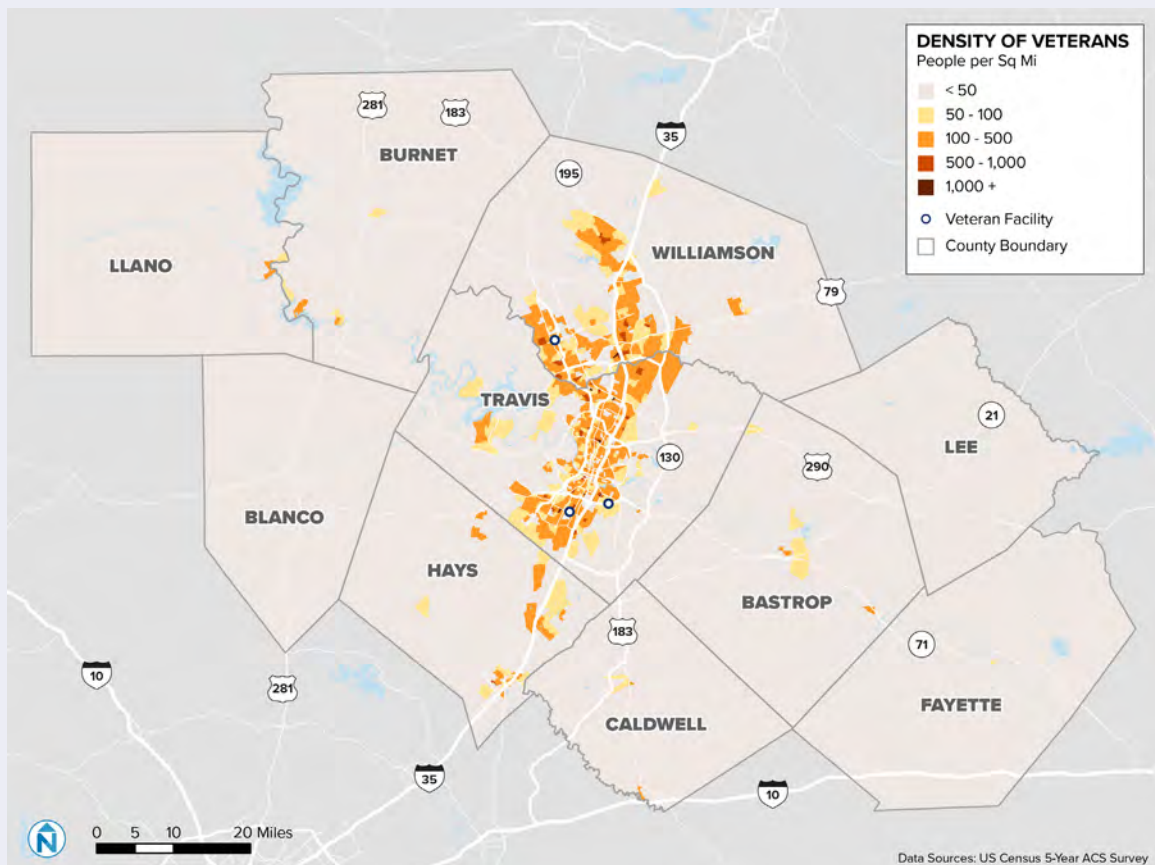 DENSITY OF VETERANS
People per Sq Mi
< 50
50 - 100
100 - 500
500 - 1,000
1,000 +
Veteran Facility
County Boundary
281
183
35
BURNET
195
LLANO
WILLIAMSON
79
TRAVIS
21
130
LEE
290
BLANCO
HAYS
BASTROP
183
71
10
281
FAYETTE
CALDWELL
35
10
N
0 5 10 20 Miles
Data Sources: US Census 5-Year ACS Survey